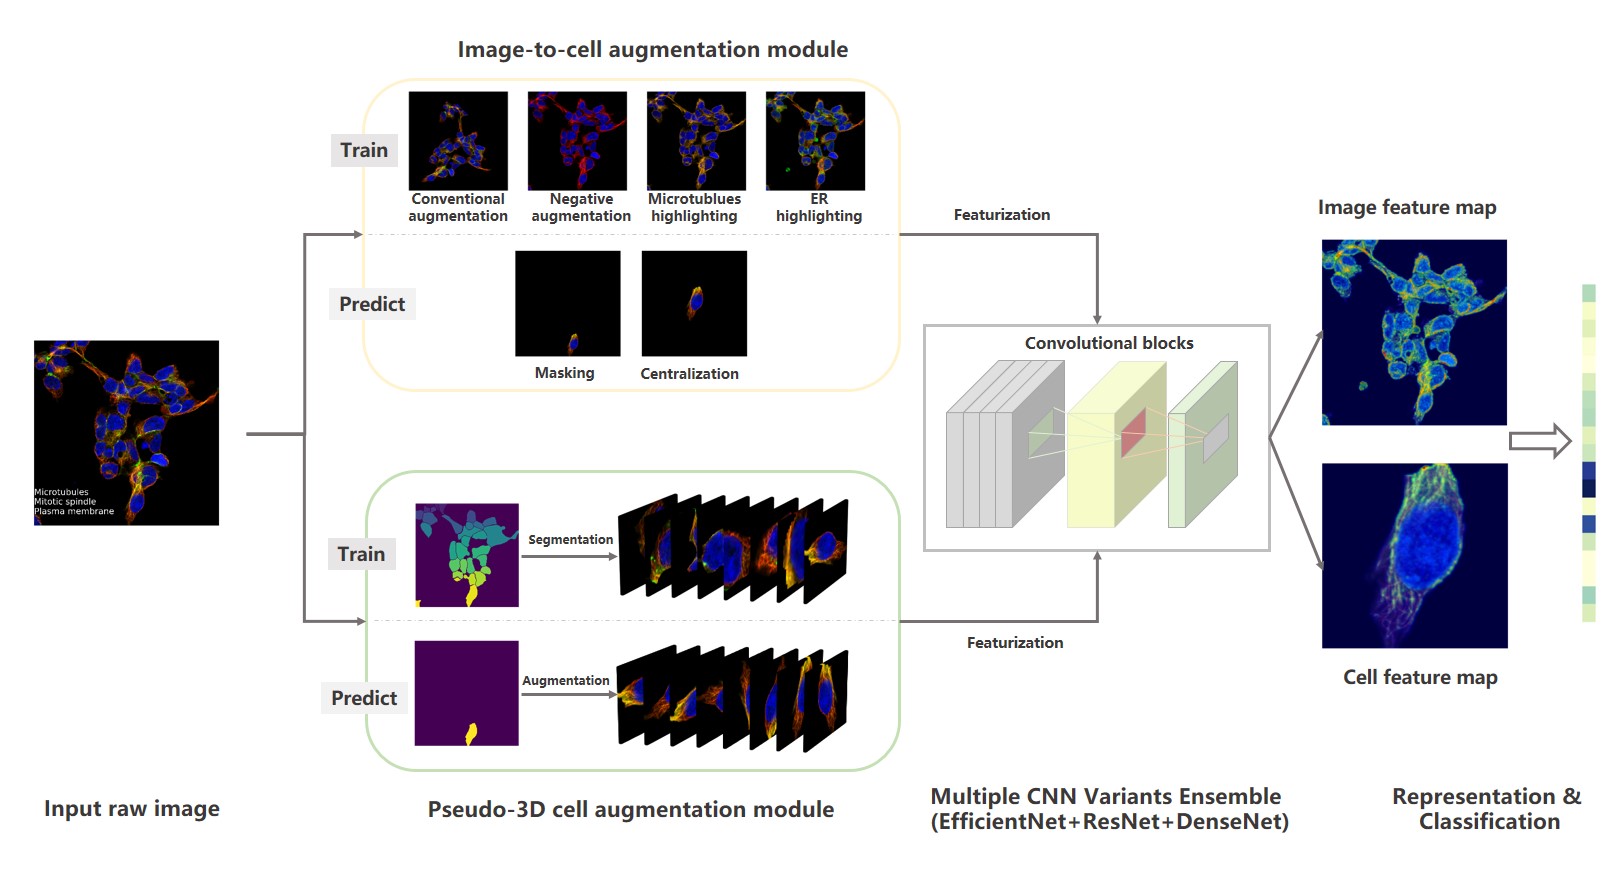 Image-to-cell augmentation module
Train
Conventional
augmentation
Negative
augmentation
Microtublues
highlighting
ER
highlighting
Predict
Masking
Centralization
Featurization
Microtubules
Mitotic spindle
Plasma membrane
Input raw image
Train
Segmentation
Predict
Augmentation
Pseudo-3D cell augmentation module
Featurization
Convolutional blocks
Multiple CNN Variants Ensemble
(EfficientNet+ResNet+DenseNet)
Image feature map
Cell feature map
Representation &
Classification